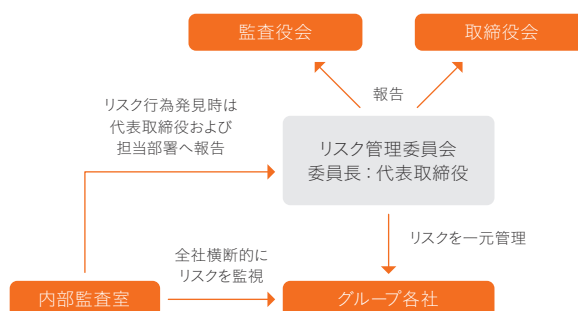 監査役会
取締役会
報告
リスク行為発見時は
代表取締役および
担当部署へ報告
リスク管理委員会
委員長：代表取締役
リスクを一元管理
全社横断的に
リスクを監視
内部監査室
グループ各社